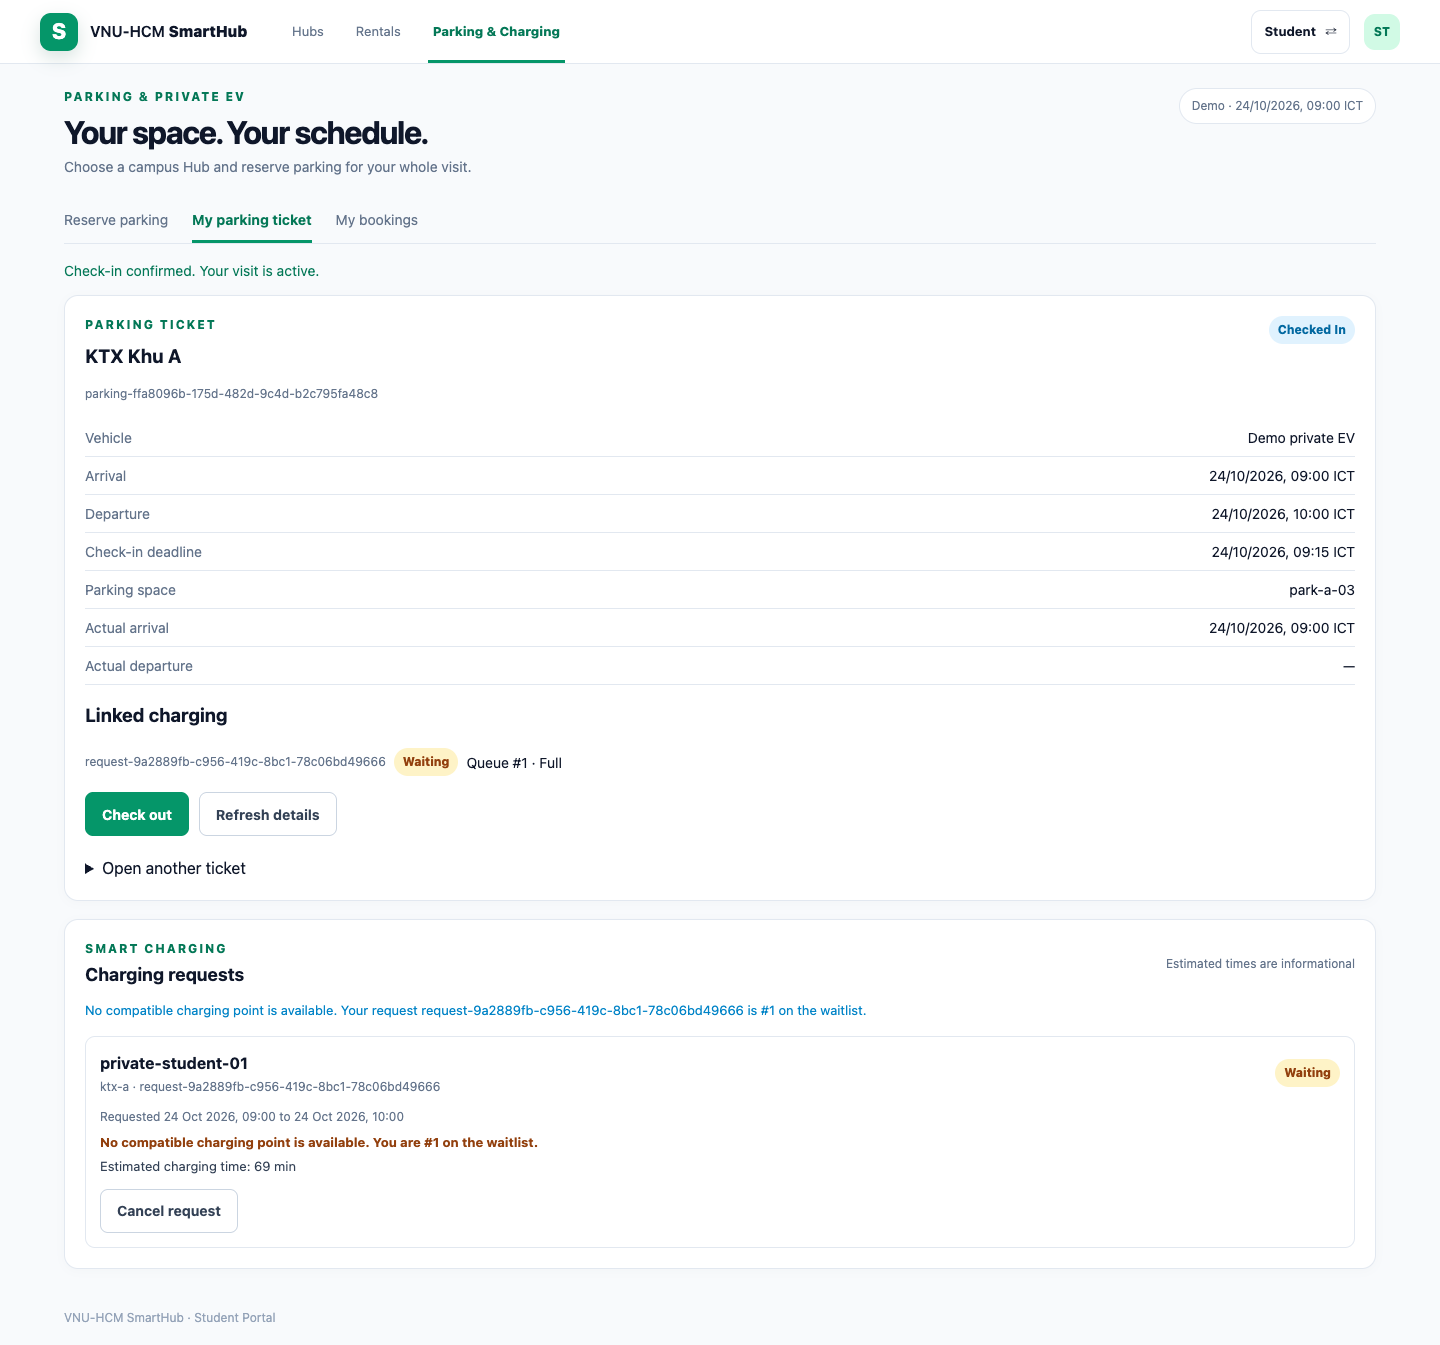 S
VNU-HCM SmartHub
Hubs
Rentals
Parking & Charging
Student ⇄
ST
PARKING & PRIVATE EV
Demo · 24/10/2026, 09:00 ICT
Your space. Your schedule.
Choose a campus Hub and reserve parking for your whole visit.
Reserve parking
My parking ticket
My bookings
Check-in confirmed. Your visit is active.
PARKING TICKET
Checked In
KTX Khu A
parking-ffa8096b-175d-482d-9c4d-b2c795fa48c8
Vehicle Demo private EV
Arrival 24/10/2026, 09:00 ICT
Departure 24/10/2026, 10:00 ICT
Check-in deadline 24/10/2026, 09:15 ICT
Parking space park-a-03
Actual arrival 24/10/2026, 09:00 ICT
Actual departure —
Linked charging
request-9a2889fb-c956-419c-8bc1-78c06bd49666 Waiting Queue #1 · Full
Check out
Refresh details
Open another ticket
SMART CHARGING
Charging requests
Estimated times are informational
No compatible charging point is available. Your request request-9a2889fb-c956-419c-8bc1-78c06bd49666 is #1 on the waitlist.
private-student-01
Waiting
ktx-a · request-9a2889fb-c956-419c-8bc1-78c06bd49666
Requested 24 Oct 2026, 09:00 to 24 Oct 2026, 10:00
No compatible charging point is available. You are #1 on the waitlist.
Estimated charging time: 69 min
Cancel request
VNU-HCM SmartHub · Student Portal